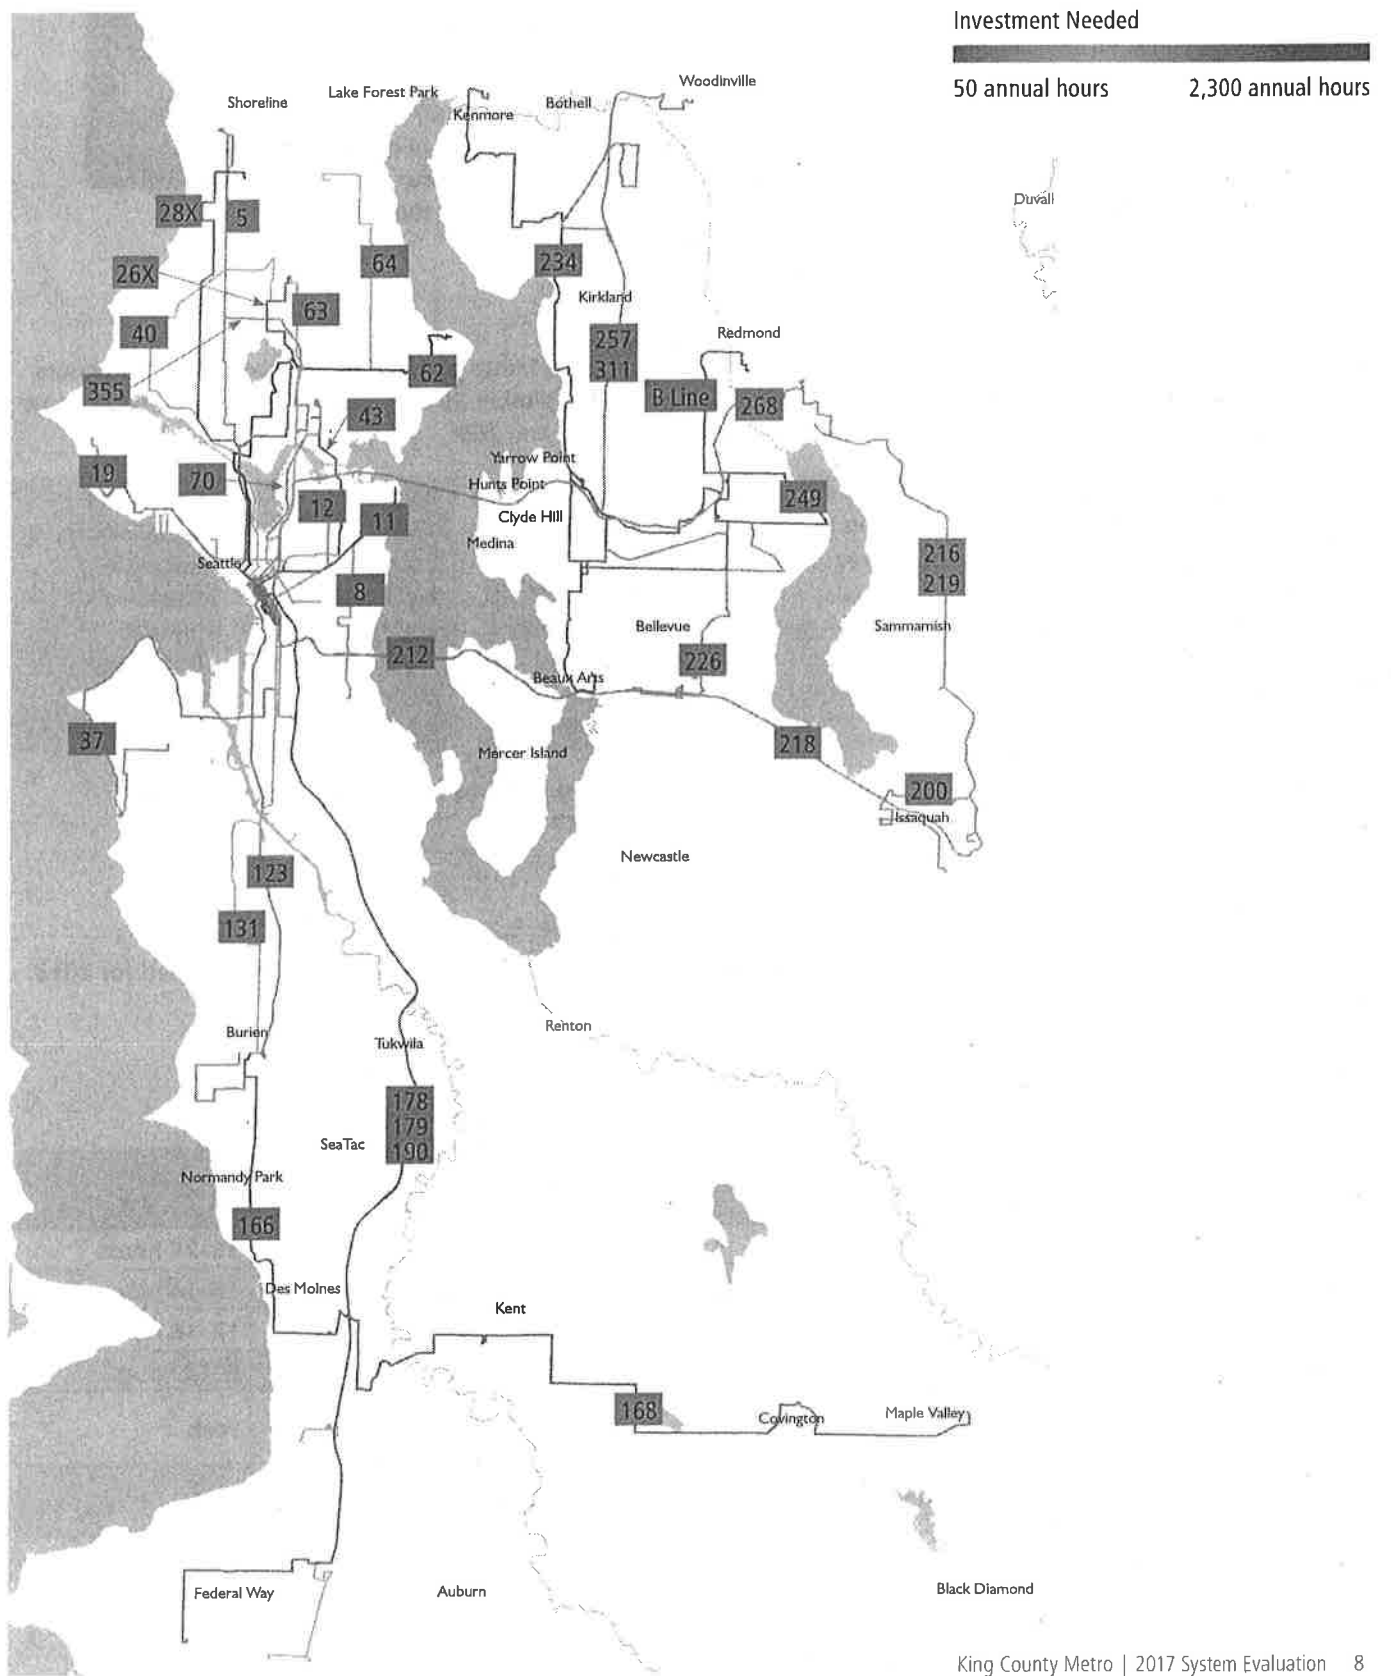 Investment Needed
50 annual hours 2,300 annual hours
Woodinville
Lake Forest Park
Shoreline
Bothell
Kenmore
Duvall
28X
5
64
234
26X
Kirkland
63
40
257
311
Redmond
62
355
B Line
268
43
Yarrow Point
19
70
Hunts Point
249
12
11
Clyde Hill
Medina
216
219
Seattle
8
Bellevue
Sammamish
212
226
Beaux Arts
37
218
Mercer Island
200
Issaquah
Newcastle
123
131
Renton
Burien
Tukwila
178
179
190
SeaTac
Normandy Park
166
Des Moines
Kent
168
Covington
Maple Valley
Federal Way
Auburn
Black Diamond
King County Metro | 2017 System Evaluation 8